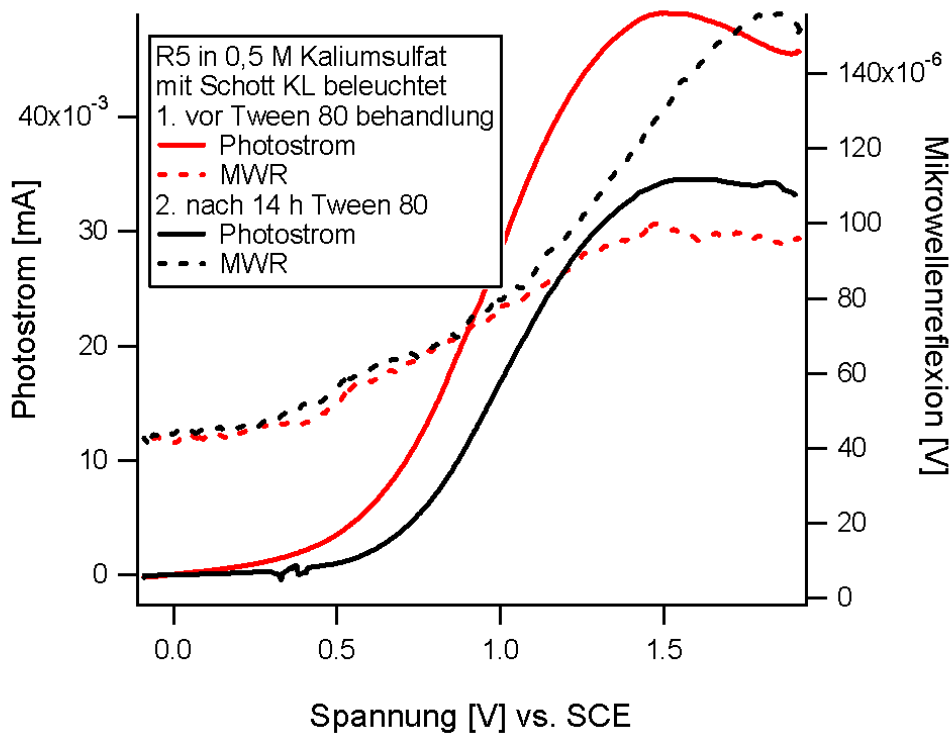 R5 in 0,5 M Kaliumsulfat
mit Schott KL beleuchtet
1. vor Tween 80 behandlung
Photostrom
MWR
2. nach 14 h Tween 80
Photostrom
MWR
Photostrom [mA]
40x10⁻³
30
20
10
0
Mikrowellenreflexion [V]
140x10⁻⁶
120
100
80
60
40
20
0
0.0 0.5 1.0 1.5
Spannung [V] vs. SCE